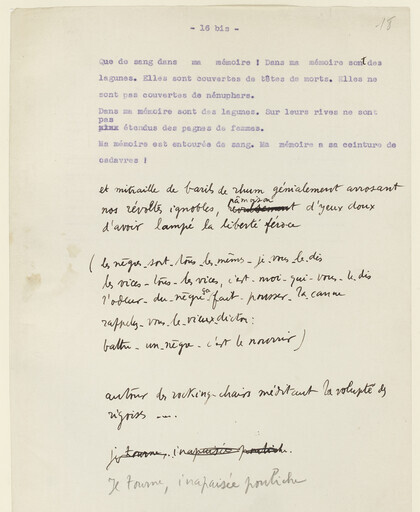 - 16 bis -
15
Que de sang dans ma mémoire ! Dans ma mémoire sont des
lagunes. Elles sont couvertes de têtes de morts. Elles ne
sont pas couvertes de nénuphars.
Dans ma mémoire sont des lagunes. Sur leurs rives ne sont
pas
plux étendus des pagnes de femmes.
Ma mémoire est entourée de sang. Ma mémoire a sa ceinture de
cadavres !
et mitraille de barils de rhum génialement arrosant
pâmaison
nos révoltes ignobles, d'yeux doux
d'avoir lampé la liberté féroce
( les nègres-sont-tous-les-mêmes-je-vous-le-dis
les vices-tous-les vices, c'est-moi-qui-vous-le dis
l'odeur-du-nègre ça-fait-pousser-la canne
rappelez-vous-le-vieux dicton :
battre-un-nègre-c'est le nourrir )
autour des rocking-chairs méditant la volupté des
rigoises ----
je tourne, inapaisée pouliche.
Je tourne, inapaisée pouliche